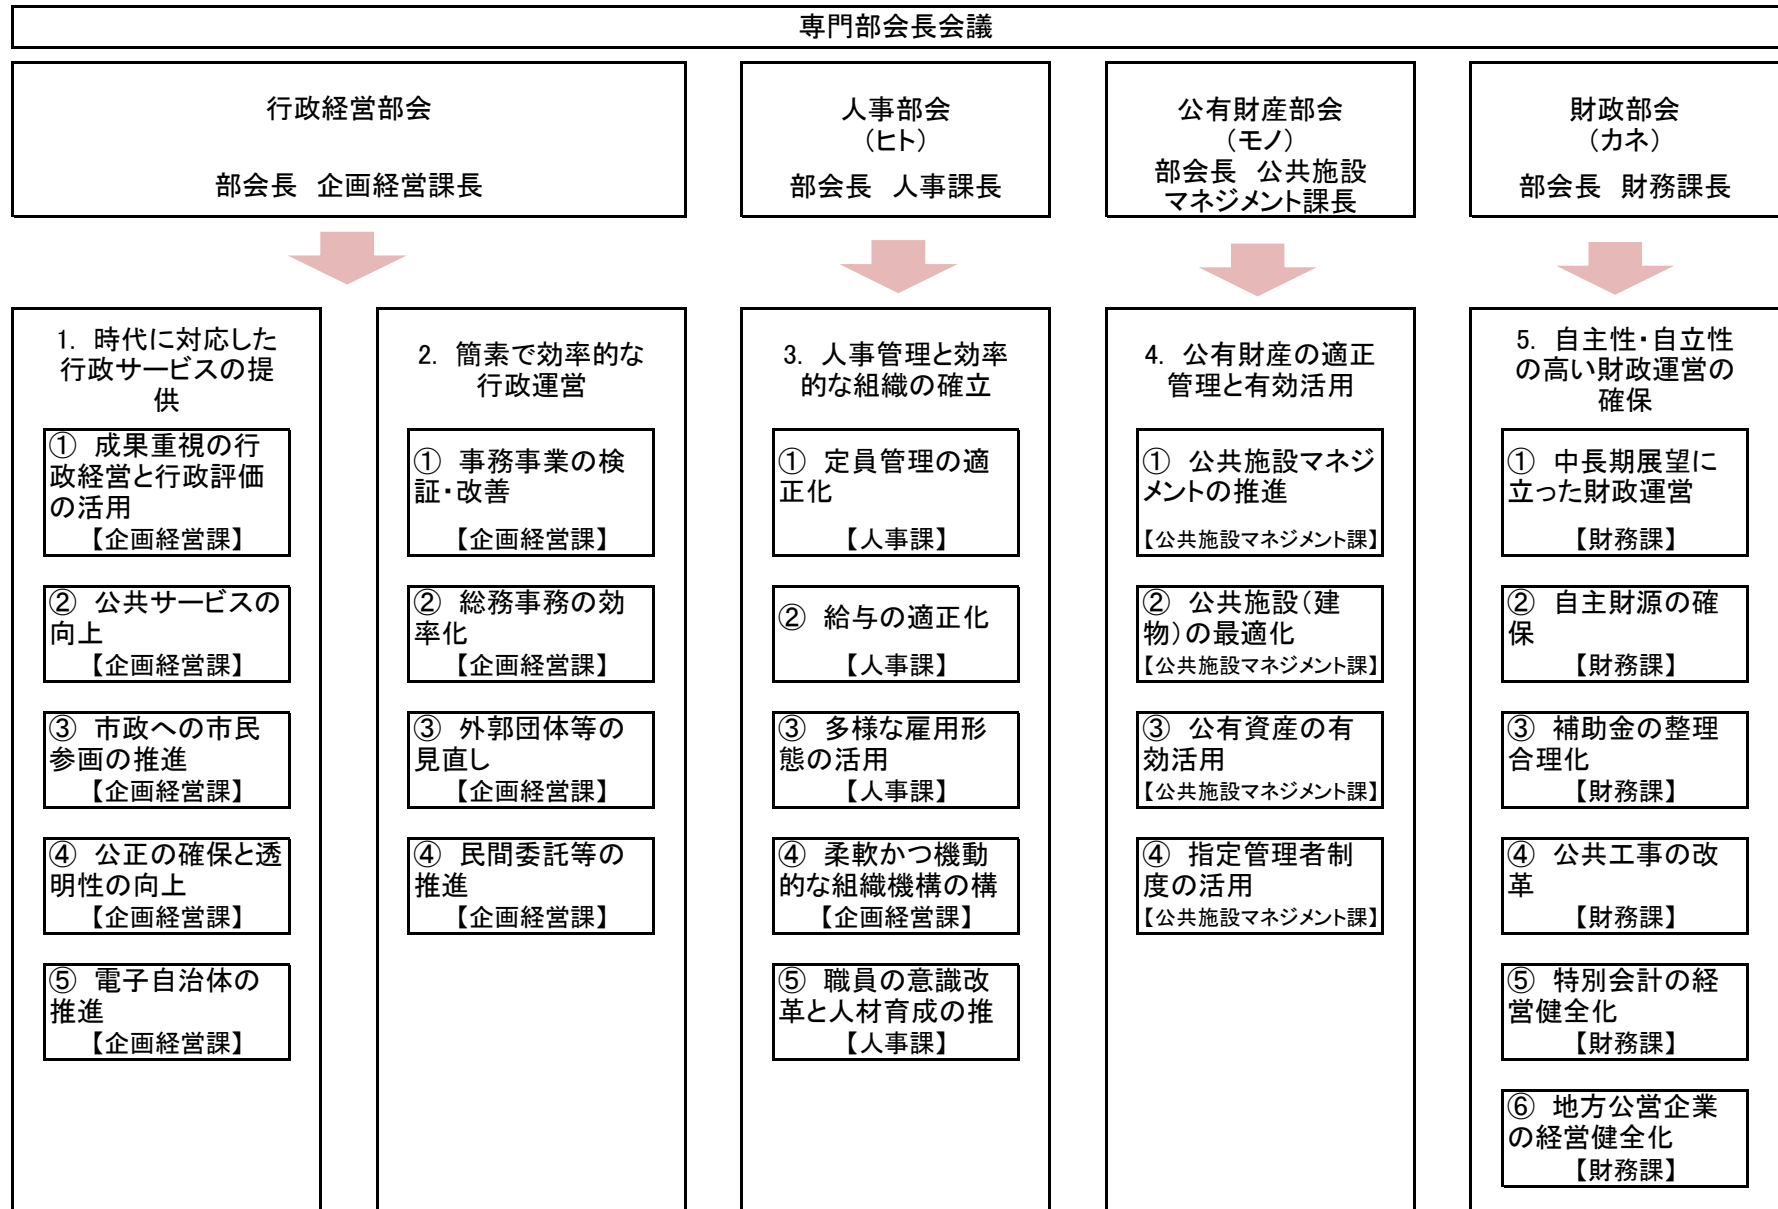 専門部会長会議
行政経営部会
部会長　企画経営課長
人事部会
（ヒト）
部会長　人事課長
公有財産部会
（モノ）
部会長　公共施設
マネジメント課長
財政部会
（カネ）
部会長　財務課長
1. 時代に対応した
行政サービスの提
供
① 成果重視の行
政経営と行政評価
の活用
【企画経営課】
② 公共サービスの
向上
【企画経営課】
③ 市政への市民
参画の推進
【企画経営課】
④ 公正の確保と透
明性の向上
【企画経営課】
⑤ 電子自治体の
推進
【企画経営課】
2. 簡素で効率的な
行政運営
① 事務事業の検
証・改善
【企画経営課】
② 総務事務の効
率化
【企画経営課】
③ 外郭団体等の
見直し
【企画経営課】
④ 民間委託等の
推進
【企画経営課】
3. 人事管理と効率
的な組織の確立
① 定員管理の適
正化
【人事課】
② 給与の適正化
【人事課】
③ 多様な雇用形
態の活用
【人事課】
④ 柔軟かつ機動
的な組織機構の構
【企画経営課】
⑤ 職員の意識改
革と人材育成の推
【人事課】
4. 公有財産の適正
管理と有効活用
① 公共施設マネジ
メントの推進
【公共施設マネジメント課】
② 公共施設（建
物）の最適化
【公共施設マネジメント課】
③ 公有資産の有
効活用
【公共施設マネジメント課】
④ 指定管理者制
度の活用
【公共施設マネジメント課】
5. 自主性・自立性
の高い財政運営の
確保
① 中長期展望に
立った財政運営
【財務課】
② 自主財源の確
保
【財務課】
③ 補助金の整理
合理化
【財務課】
④ 公共工事の改
革
【財務課】
⑤ 特別会計の経
営健全化
【財務課】
⑥ 地方公営企業
の経営健全化
【財務課】